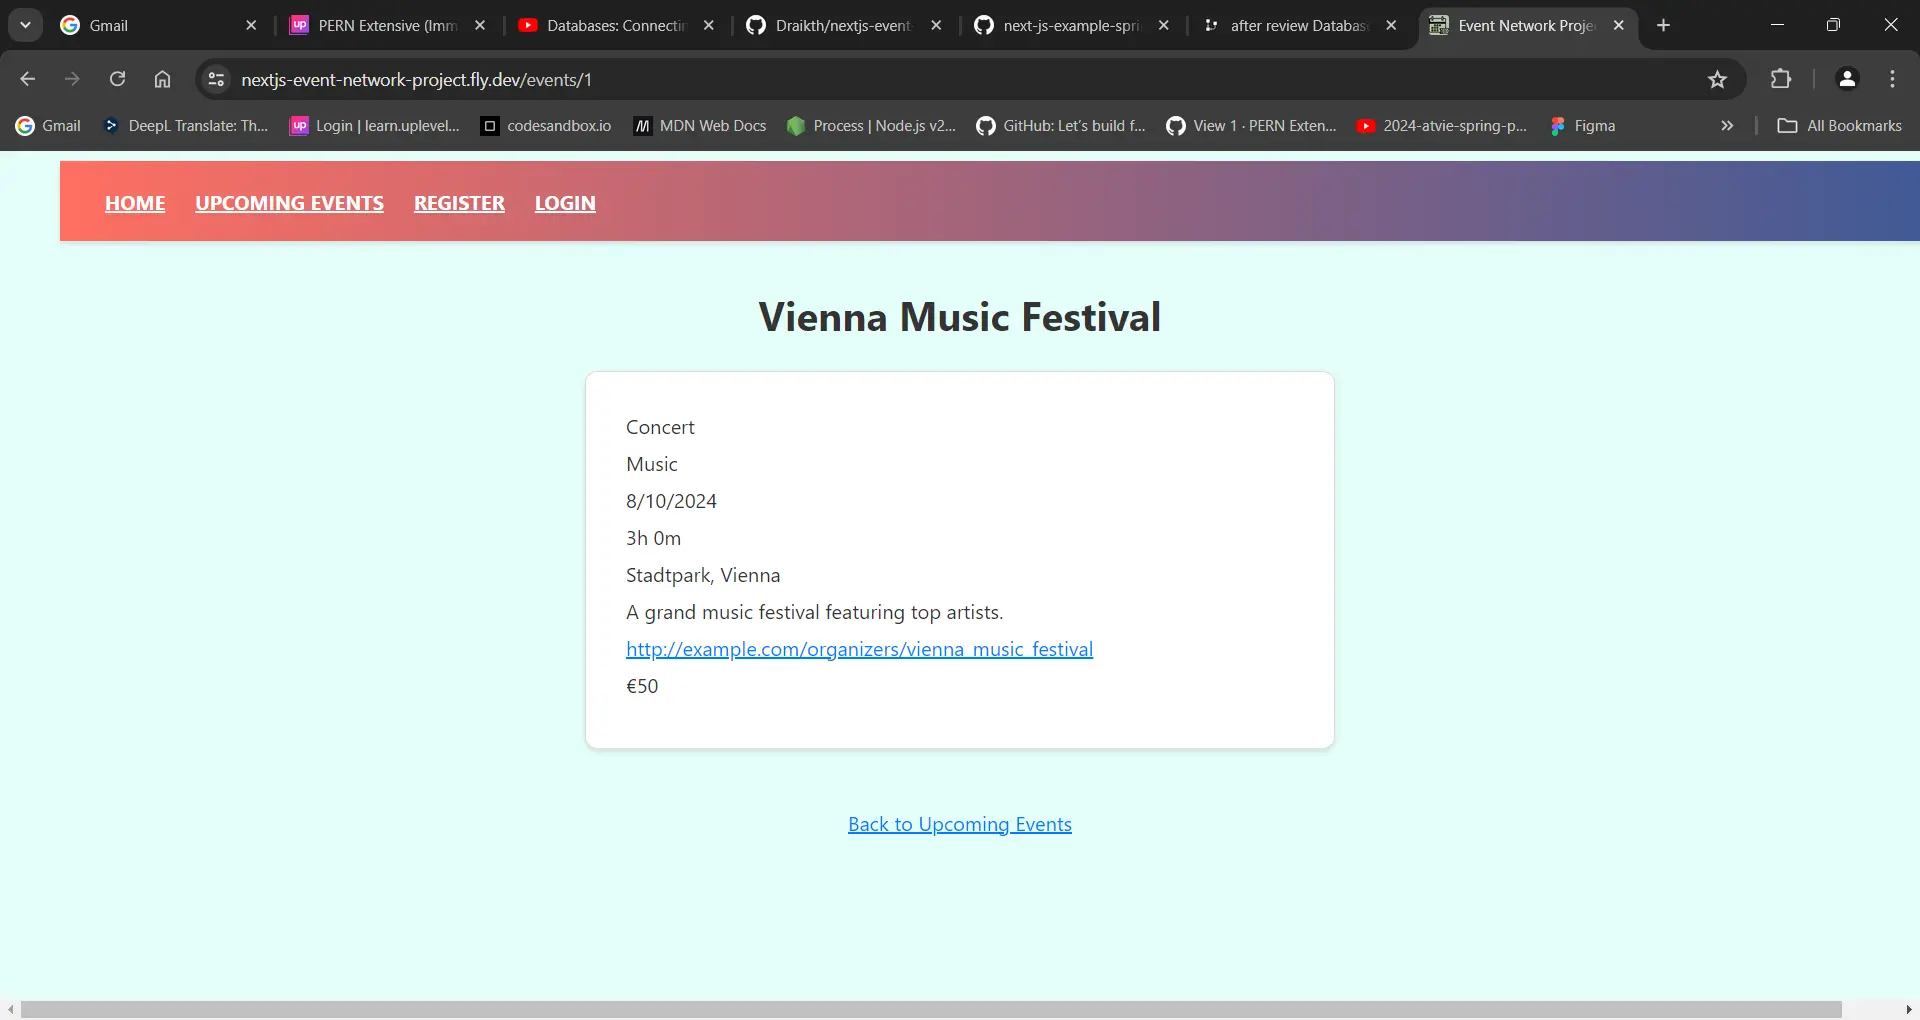 Gmail
PERN Extensive (Imm
Databases: Connectin
Draikth/nextjs-event-
next-js-example-spri
after review Databas
Event Network Proje
nextjs-event-network-project.fly.dev/events/1
Gmail
DeepL Translate: Th...
Login | learn.uplevel...
codesandbox.io
MDN Web Docs
Process | Node.js v2...
GitHub: Let's build f...
View 1 · PERN Exten...
2024-atvie-spring-p...
Figma
All Bookmarks
HOME UPCOMING EVENTS REGISTER LOGIN
Vienna Music Festival
Concert
Music
8/10/2024
3h 0m
Stadtpark, Vienna
A grand music festival featuring top artists.
http://example.com/organizers/vienna_music_festival
€50
Back to Upcoming Events